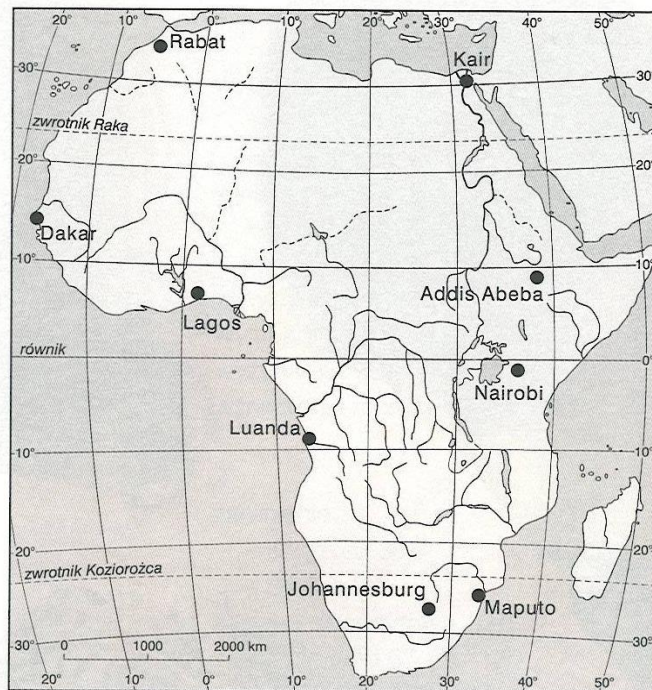 20° 10° 0° 10° 20° 30° 40° 50°
Rabat
Kair
30° 30°
zwrotnik Raka
20° 20°
Dakar
10° 10°
Addis Abeba
Lagos
równik 0°
Nairobi
Luanda
10° 10°
20° 20°
zwrotnik Koziorożca
Johannesburg
Maputo
30° 30°
0 1000 2000 km
20° 10° 0° 10° 20° 30° 40° 50°